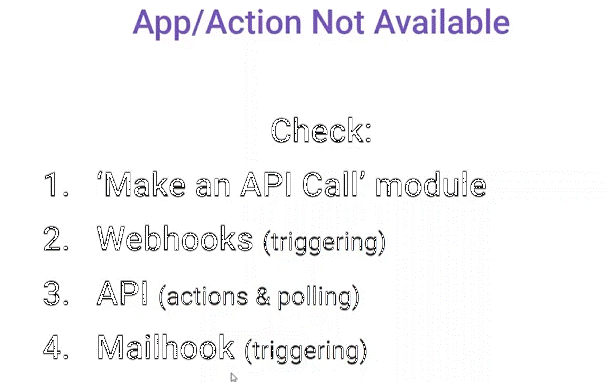 App/Action Not Available
Check:
1. ‘Make an API Call’ module
2. Webhooks (triggering)
3. API (actions & polling)
4. Mailhook (triggering)